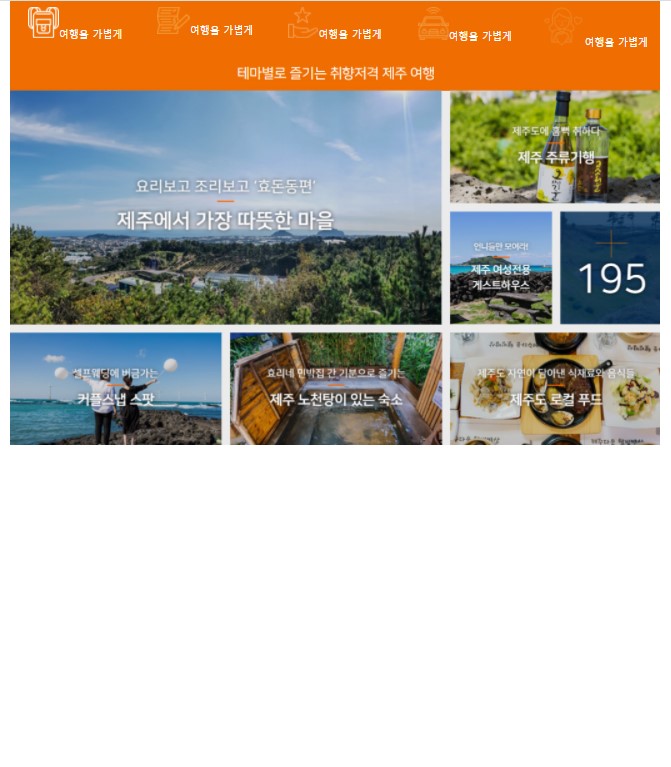 여행을 가볍게
여행을 가볍게
여행을 가볍게
여행을 가볍게
여행을 가볍게
테마별로 즐기는 취향저격 제주 여행
요리보고 조리보고 '효돈동편'
제주에서 가장 따뜻한 마을
제주도에 흠뻑 취하다
제주 주류기행
언니들만 모여라!
제주 여성전용
게스트하우스
195
셀프웨딩에 버금가는
커플스냅 스팟
효리네 민박집 간 기분으로 즐기는
제주 노천탕이 있는 숙소
제주도 자연이 담아낸 식재료와 음식들
제주도 로컬 푸드